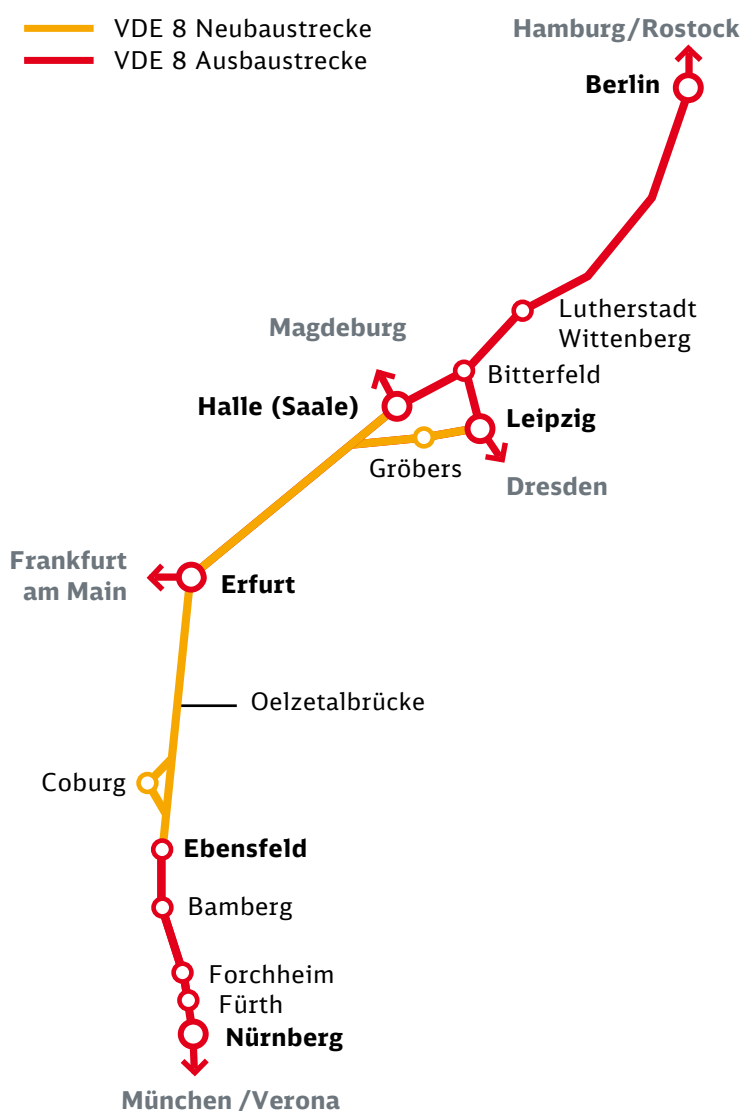 VDE 8 Neubaustrecke
VDE 8 Ausbaustrecke
Hamburg/Rostock
Berlin
Lutherstadt
Wittenberg
Magdeburg
Bitterfeld
Halle (Saale)
Leipzig
Gröbers
Dresden
Frankfurt
am Main
Erfurt
Oelzetalbrücke
Coburg
Ebensfeld
Bamberg
Forchheim
Fürth
Nürnberg
München /Verona